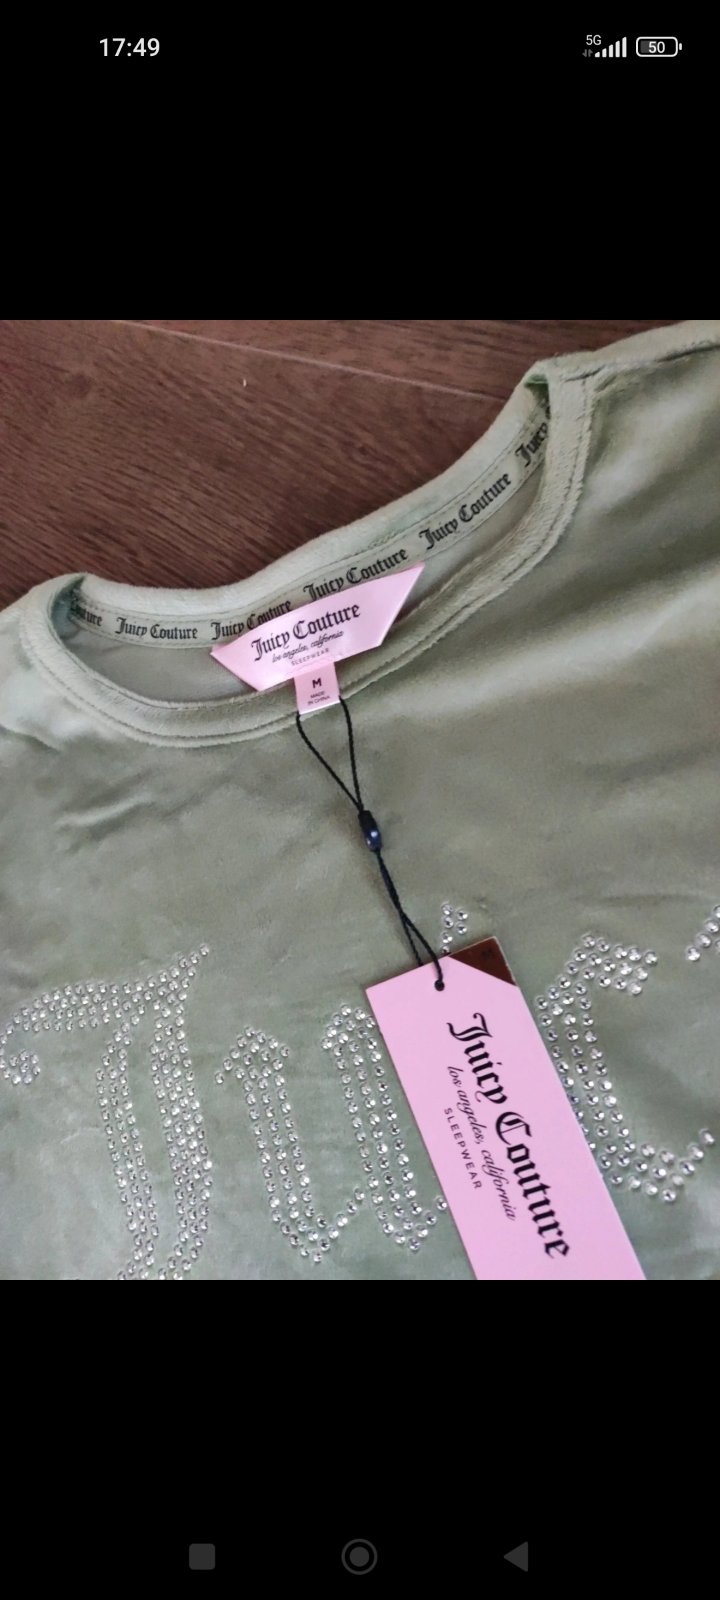 17:49
5G
50
Juicy Couture
Juicy Couture
Juicy Couture
Juicy Couture
Juicy Couture
los angeles, california
SLEEPWEAR
M
MADE
IN CHINA
Juicy Couture
los angeles, california
SLEEPWEAR